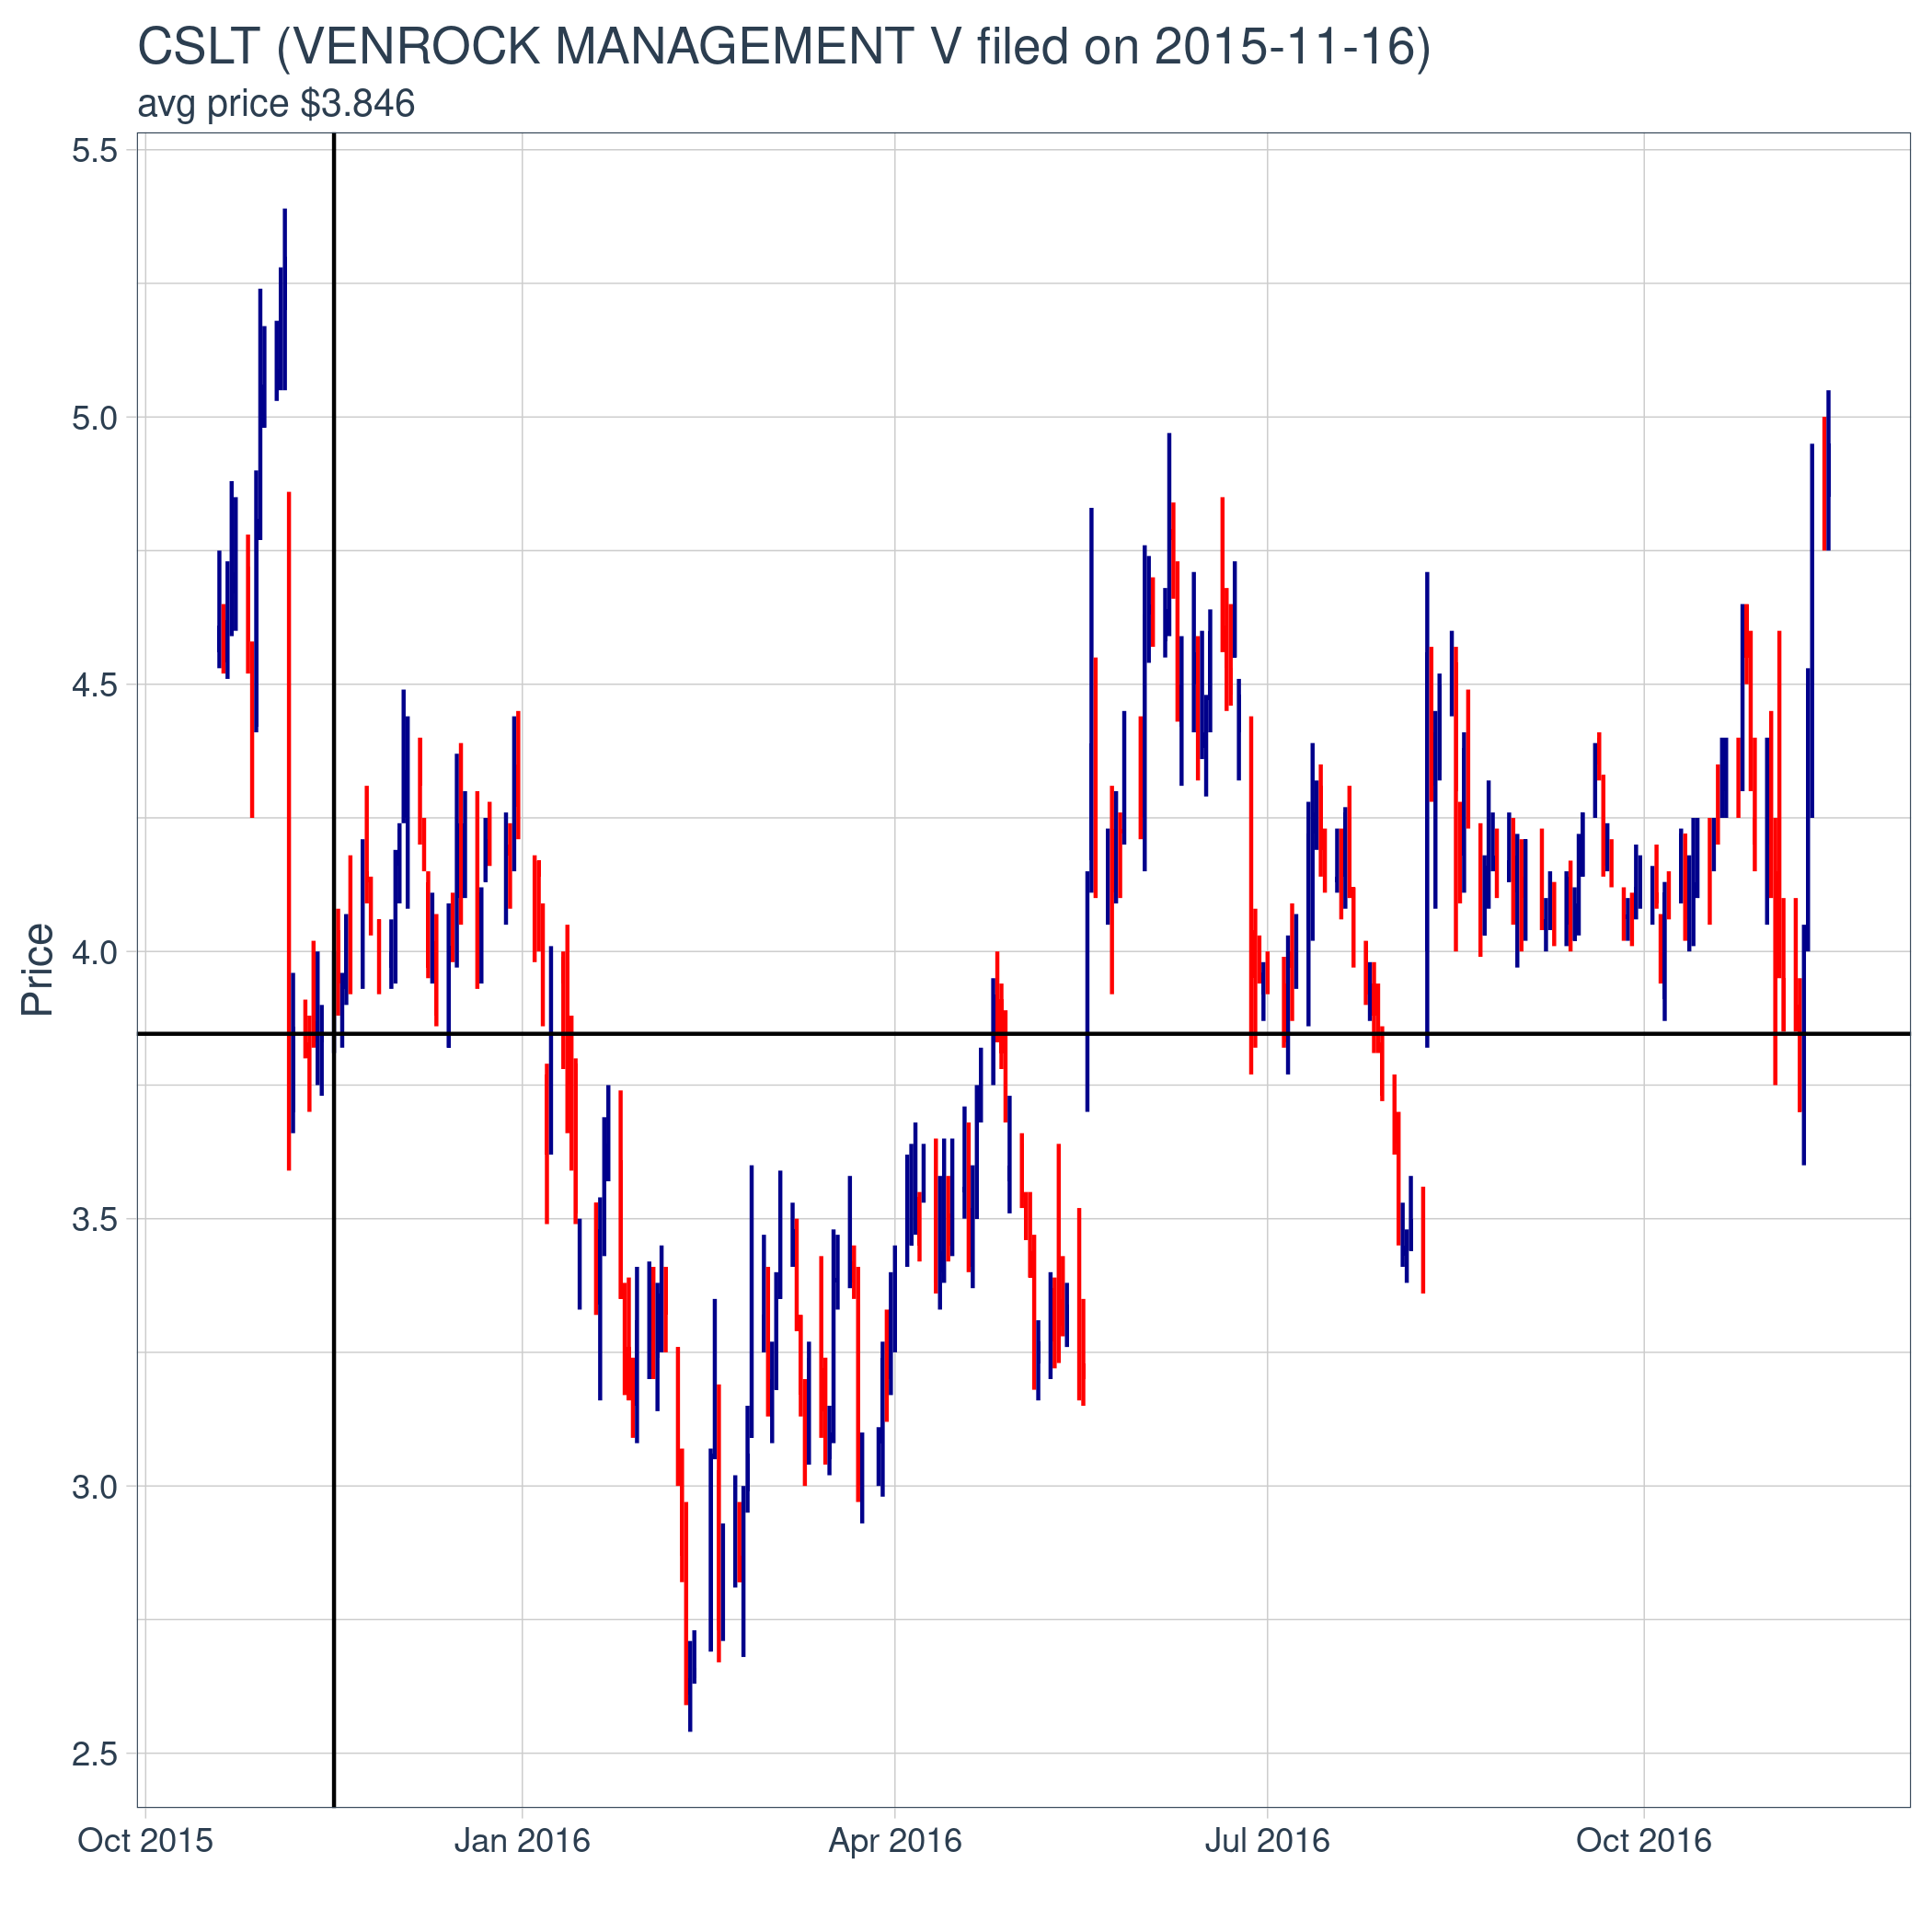 CSLT (VENROCK MANAGEMENT V filed on 2015-11-16)
avg price $3.846
5.5
5.0
4.5
4.0
3.5
3.0
2.5
Price
Oct 2015 Jan 2016 Apr 2016 Jul 2016 Oct 2016